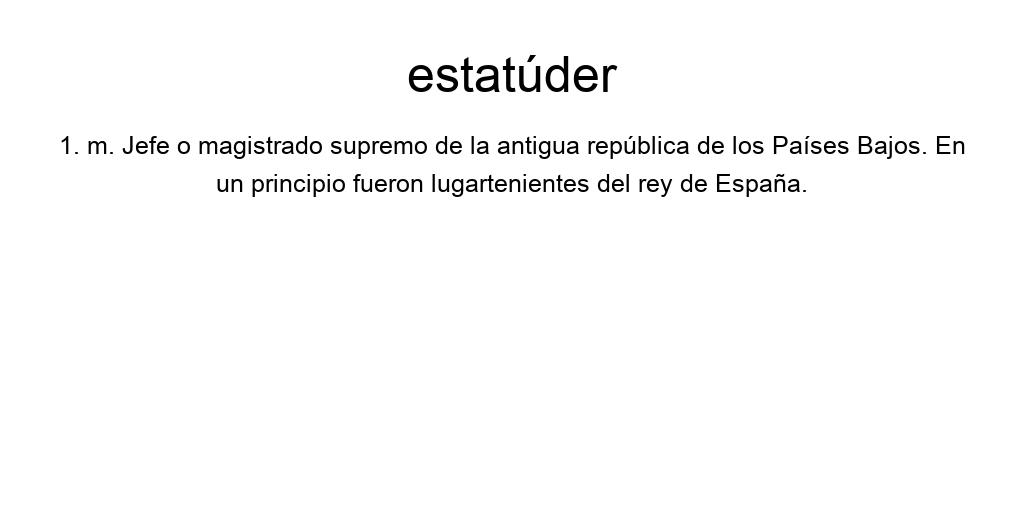 estatúder
1. m. Jefe o magistrado supremo de la antigua república de los Países Bajos. En
un principio fueron lugartenientes del rey de España.